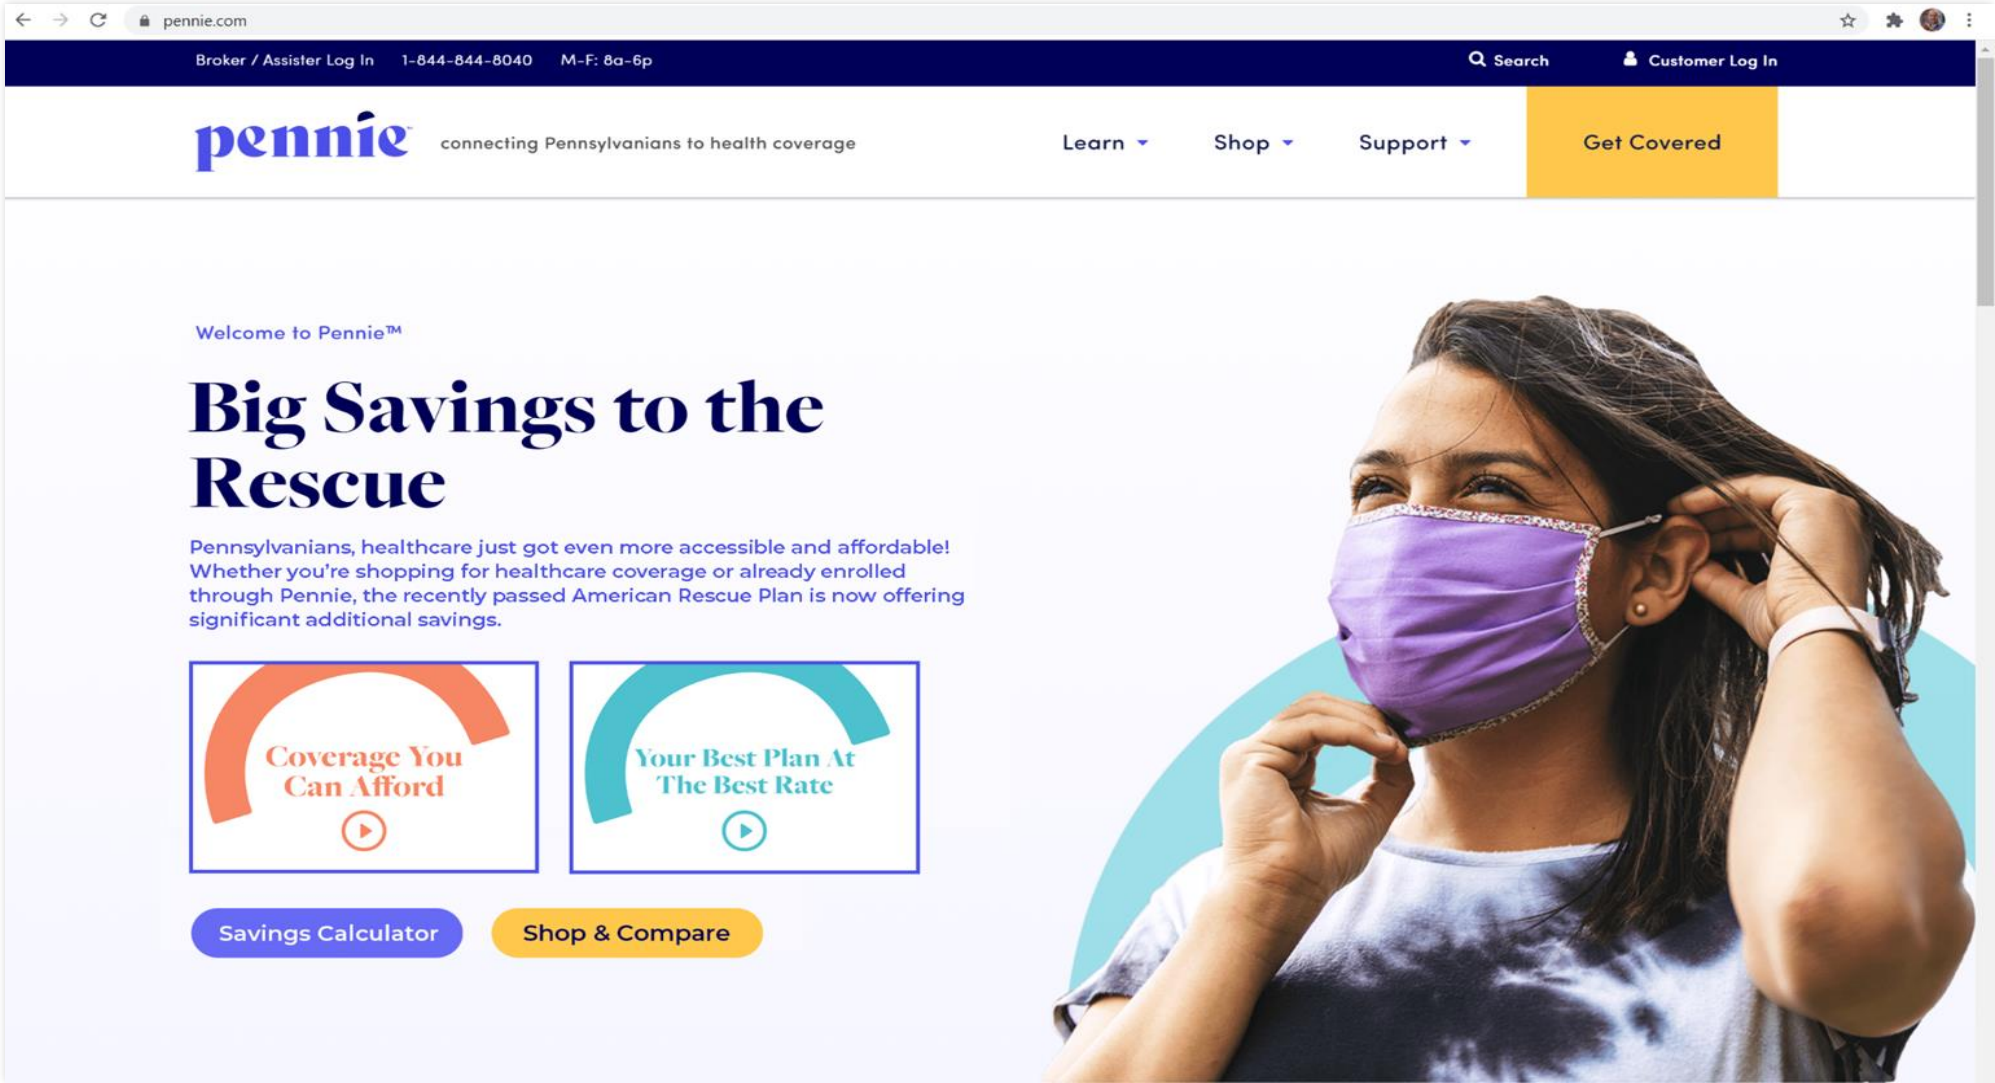 pennie.com
Broker / Assister Log In 1-844-844-8040 M-F: 8a-6p Search Customer Log In
pennie connecting Pennsylvanians to health coverage Learn Shop Support Get Covered
Welcome to Pennie™
Big Savings to the
Rescue
Pennsylvanians, healthcare just got even more accessible and affordable!
Whether you're shopping for healthcare coverage or already enrolled
through Pennie, the recently passed American Rescue Plan is now offering
significant additional savings.
Coverage You
Can Afford
Your Best Plan At
The Best Rate
Savings Calculator Shop & Compare